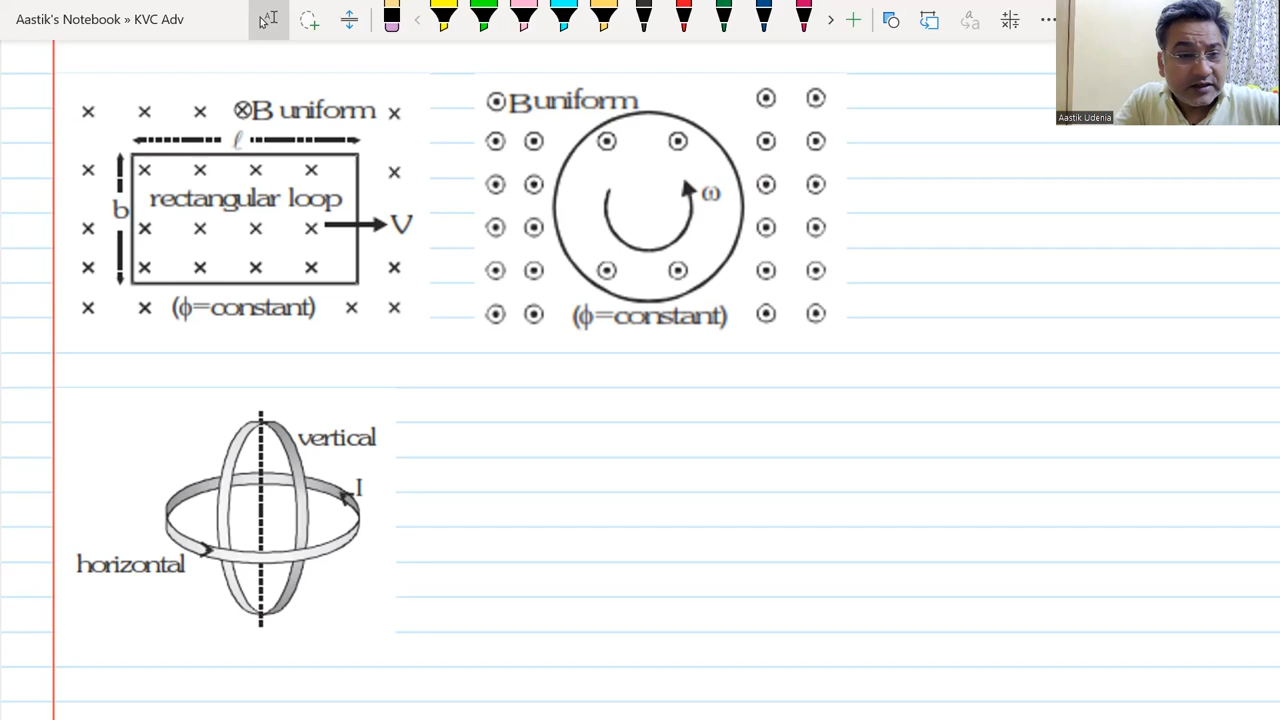 Aastik's Notebook » KVC Adv
Aastik Udenia
⊗B uniform
ℓ
rectangular loop
b
V
(ϕ=constant)
⊙B uniform
ω
(ϕ=constant)
vertical
I
horizontal